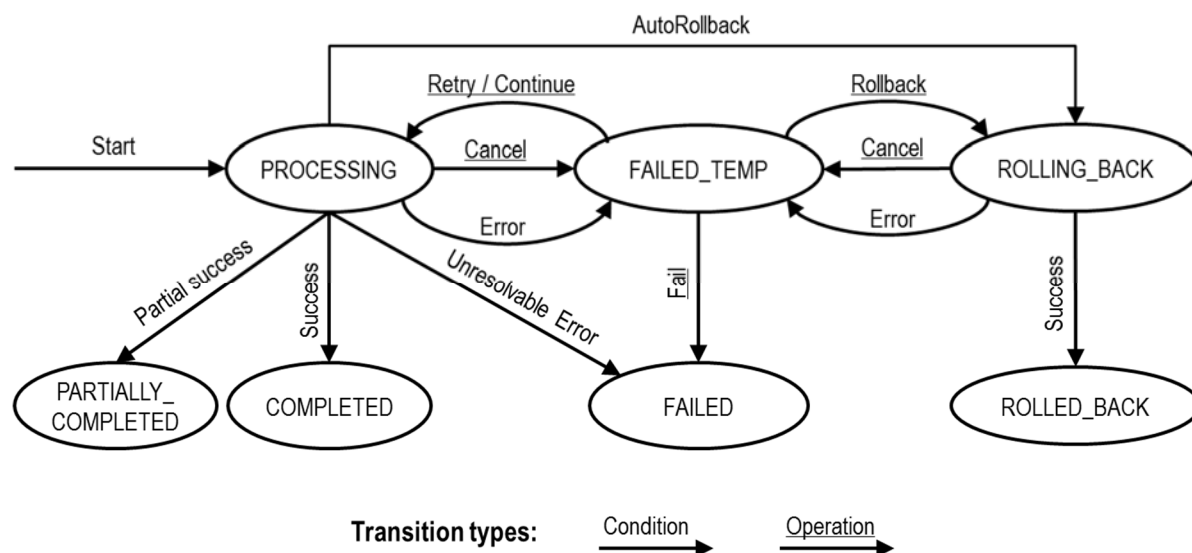 AutoRollback
Retry / Continue
Rollback
Start
Cancel
Cancel
PROCESSING
FAILED_TEMP
ROLLING_BACK
Error
Error
Partial success
Success
Unresolvable Error
Fail
Success
PARTIALLY_
COMPLETED
COMPLETED
FAILED
ROLLED_BACK
Transition types:
Condition
Operation